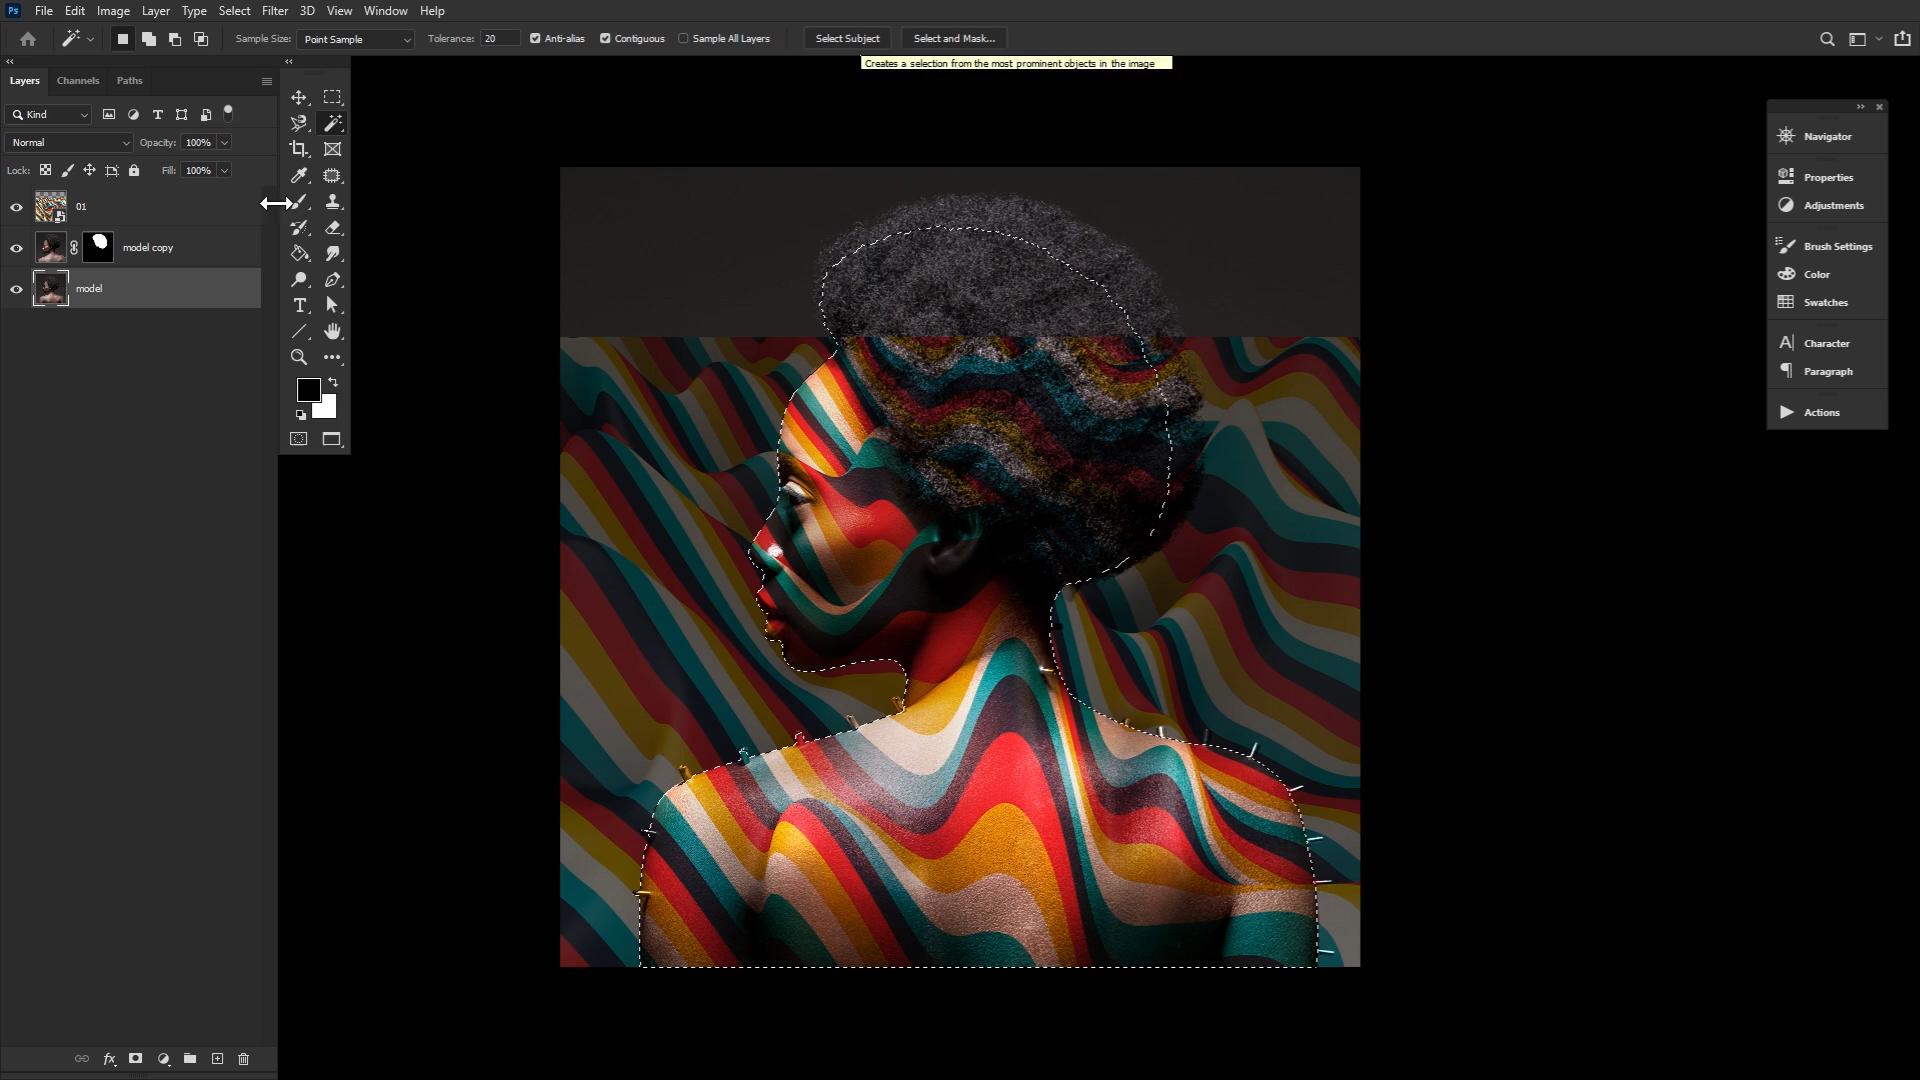 Ps File Edit Image Layer Type Select Filter 3D View Window Help
Sample Size: Point Sample Tolerance: 20 Anti-alias Contiguous Sample All Layers Select Subject Select and Mask...
Creates a selection from the most prominent objects in the image
Layers Channels Paths
Kind
Normal Opacity: 100%
Lock: Fill: 100%
01
model copy
model
fx
Navigator
Properties
Adjustments
Brush Settings
Color
Swatches
Character
Paragraph
Actions